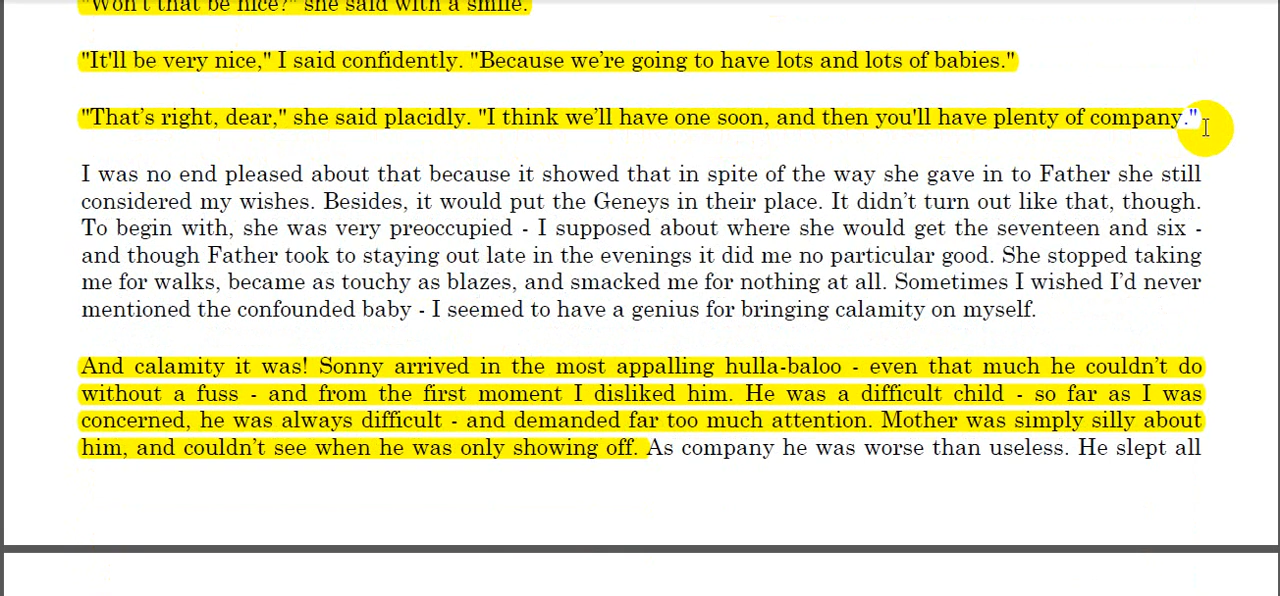 "Won't that be nice?" she said with a smile.
"It'll be very nice," I said confidently. "Because we’re going to have lots and lots of babies."
"That’s right, dear," she said placidly. "I think we’ll have one soon, and then you'll have plenty of company."
I was no end pleased about that because it showed that in spite of the way she gave in to Father she still
considered my wishes. Besides, it would put the Geneys in their place. It didn’t turn out like that, though.
To begin with, she was very preoccupied - I supposed about where she would get the seventeen and six -
and though Father took to staying out late in the evenings it did me no particular good. She stopped taking
me for walks, became as touchy as blazes, and smacked me for nothing at all. Sometimes I wished I’d never
mentioned the confounded baby - I seemed to have a genius for bringing calamity on myself.
And calamity it was! Sonny arrived in the most appalling hulla-baloo - even that much he couldn’t do
without a fuss - and from the first moment I disliked him. He was a difficult child - so far as I was
concerned, he was always difficult - and demanded far too much attention. Mother was simply silly about
him, and couldn’t see when he was only showing off. As company he was worse than useless. He slept all